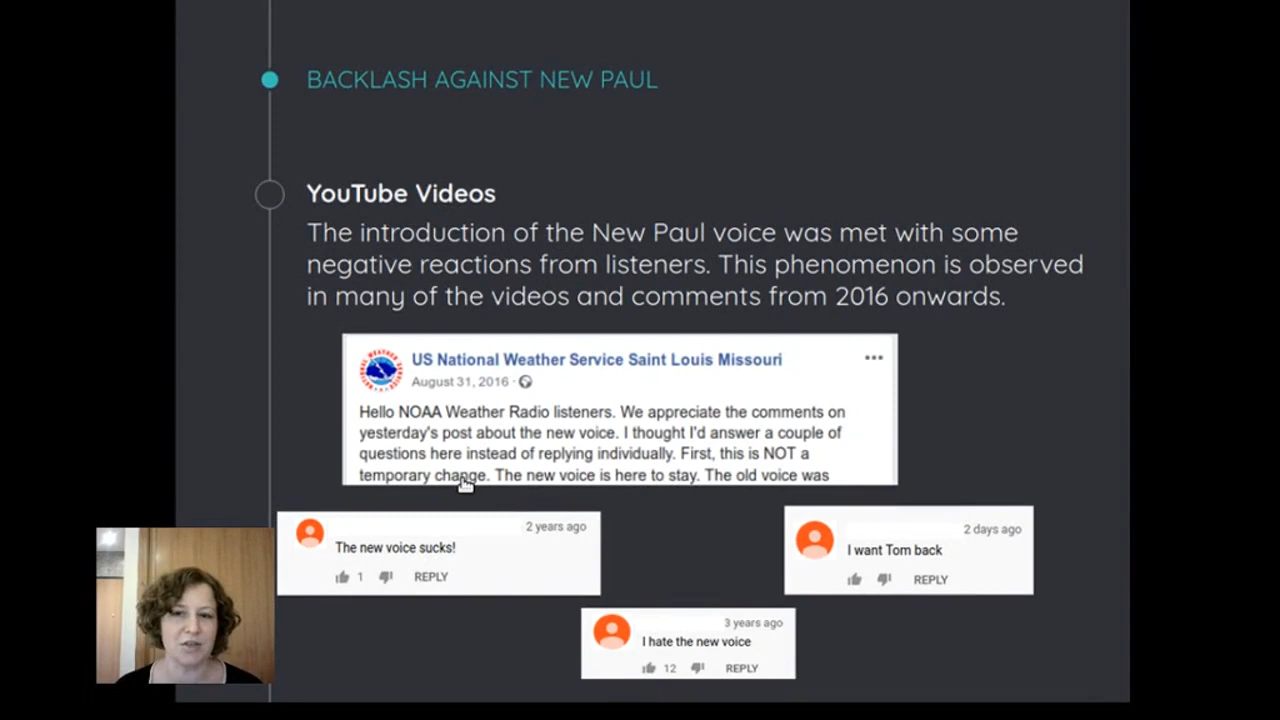 BACKLASH AGAINST NEW PAUL
YouTube Videos
The introduction of the New Paul voice was met with some
negative reactions from listeners. This phenomenon is observed
in many of the videos and comments from 2016 onwards.
US National Weather Service Saint Louis Missouri
August 31, 2016 ·
Hello NOAA Weather Radio listeners. We appreciate the comments on
yesterday's post about the new voice. I thought I'd answer a couple of
questions here instead of replying individually. First, this is NOT a
temporary change. The new voice is here to stay. The old voice was
2 years ago
The new voice sucks!
1 REPLY
2 days ago
I want Tom back
REPLY
3 years ago
I hate the new voice
12 REPLY